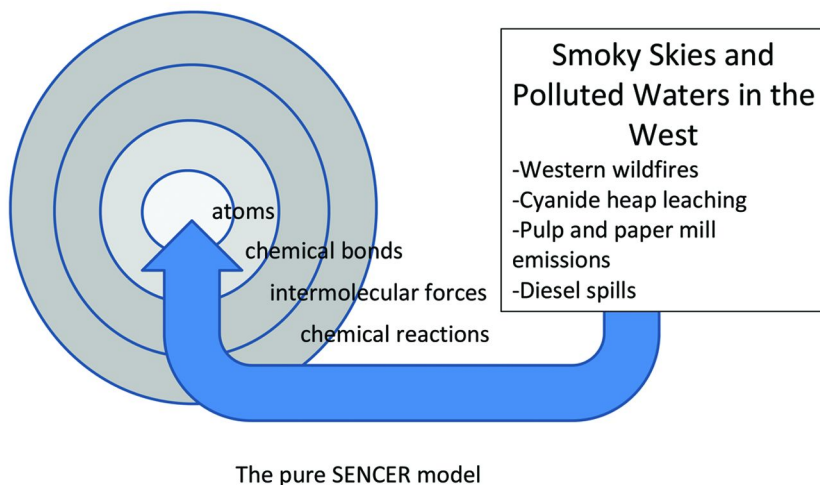 Smoky Skies and
Polluted Waters in the
West
-Western wildfires
-Cyanide heap leaching
-Pulp and paper mill
emissions
-Diesel spills
atoms
chemical bonds
intermolecular forces
chemical reactions
The pure SENCER model